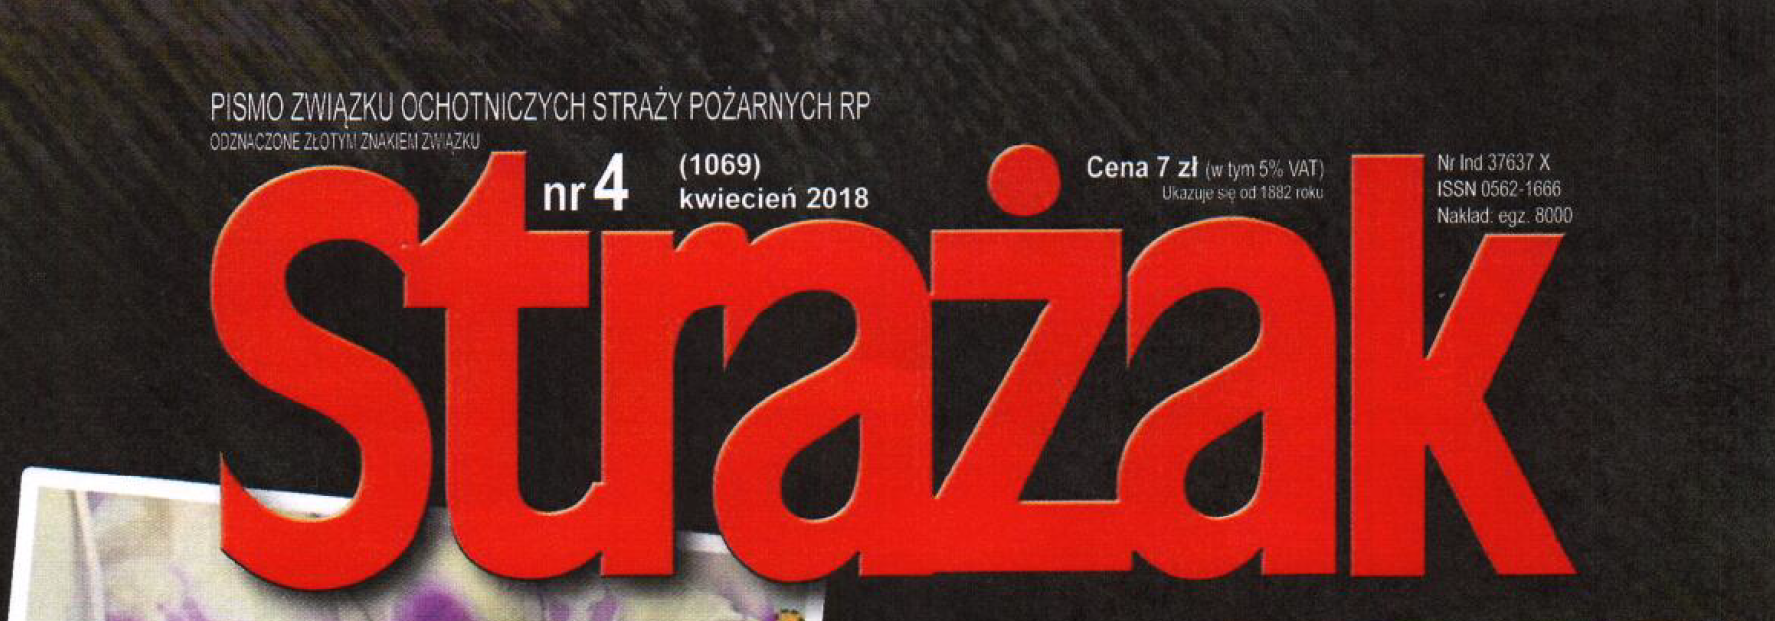 PISMO ZWIĄZKU OCHOTNICZYCH STRAŻY POŻARNYCH RP
ODZNACZONE ZŁOTYM ZNAKIEM ZWIĄZKU
nr 4
(1069)
kwiecień 2018
Cena 7 zł (w tym 5% VAT)
Ukazuje się od 1882 roku
Nr Ind 37637 X
ISSN 0562-1666
Nakład: egz. 8000
Strażak